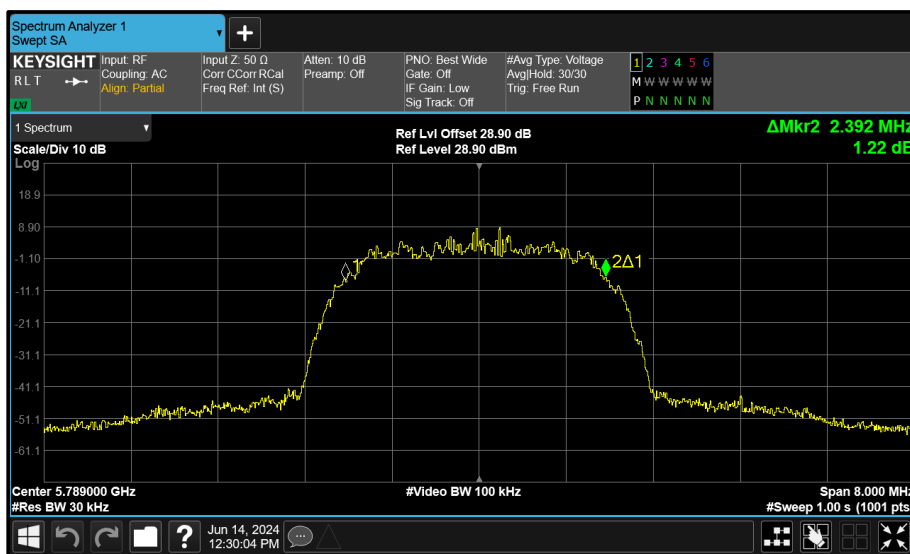 Spectrum Analyzer 1
Swept SA
KEYSIGHT
R L T
LXI
Input: RF
Coupling: AC
Align: Partial
Input Z: 50 Ω
Corr CCorr RCal
Freq Ref: Int (S)
Atten: 10 dB
Preamp: Off
PNO: Best Wide
Gate: Off
IF Gain: Low
Sig Track: Off
#Avg Type: Voltage
Avg|Hold: 30/30
Trig: Free Run
1 2 3 4 5 6
M W W W W W
P N N N N N
1 Spectrum
Scale/Div 10 dB
Ref Lvl Offset 28.90 dB
Ref Level 28.90 dBm
ΔMkr2 2.392 MHz
1.22 dB
Log
18.9
8.90
-1.10
-11.1
-21.1
-31.1
-41.1
-51.1
-61.1
1
2Δ1
Center 5.789000 GHz
#Res BW 30 kHz
#Video BW 100 kHz
Span 8.000 MHz
#Sweep 1.00 s (1001 pts
?
Jun 14, 2024
12:30:04 PM